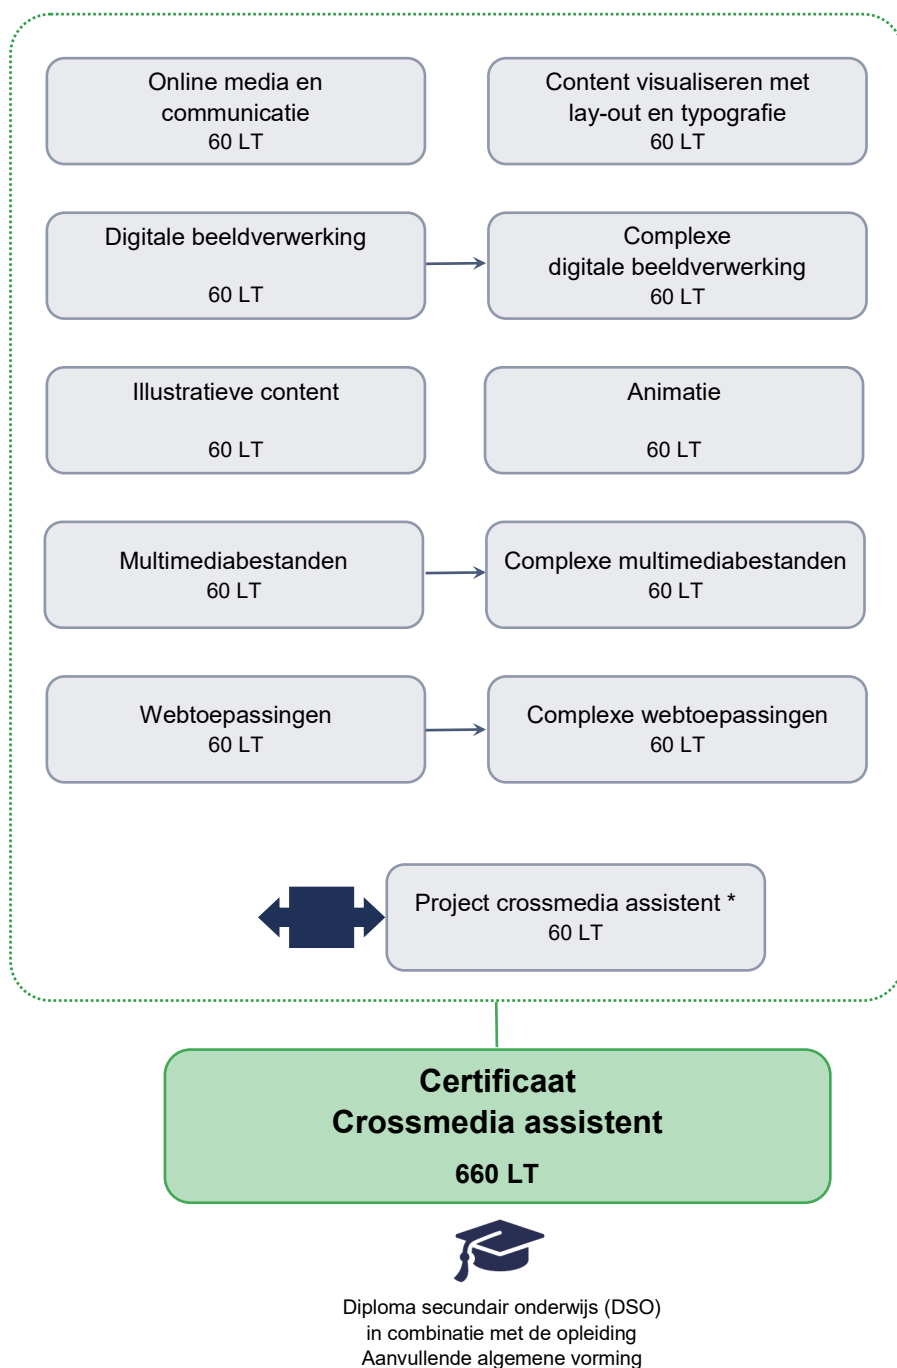 Online media en
communicatie
60 LT
Content visualiseren met
lay-out en typografie
60 LT
Digitale beeldverwerking
60 LT
Complexe
digitale beeldverwerking
60 LT
Illustratieve content
60 LT
Animatie
60 LT
Multimediabestanden
60 LT
Complexe multimediabestanden
60 LT
Webtoepassingen
60 LT
Complexe webtoepassingen
60 LT
Project crossmedia assistent *
60 LT
Certificaat
Crossmedia assistent
660 LT
Diploma secundair onderwijs (DSO)
in combinatie met de opleiding
Aanvullende algemene vorming